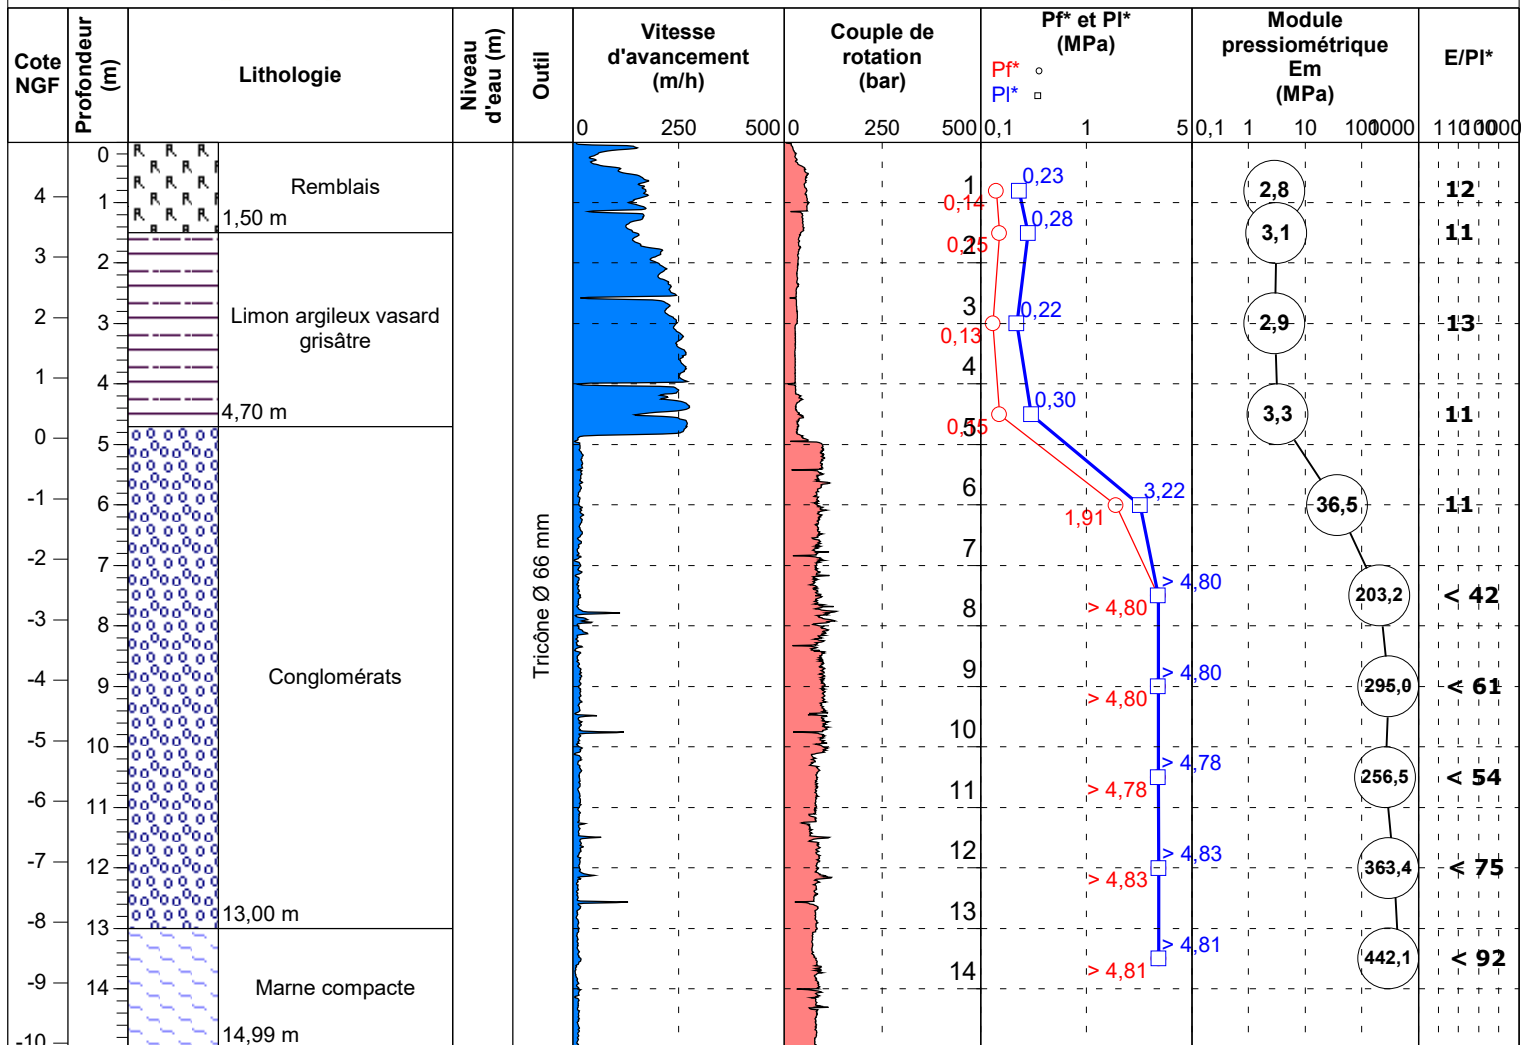 Cote
NGF
Profondeur
(m)
Lithologie
Niveau
d'eau (m)
Outil
Vitesse
d'avancement
(m/h)
0 250 500
Couple de
rotation
(bar)
0 250 500
Pf* et Pl*
(MPa)
Pf*
Pl*
0,1 1 5
Module
pressiométrique
Em
(MPa)
0,1 1 10 100 1000
E/Pl*
1 10 100 1000
4
3
2
1
0
-1
-2
-3
-4
-5
-6
-7
-8
-9
-10
0
1
2
3
4
5
6
7
8
9
10
11
12
13
14
Remblais
1,50 m
Limon argileux vasard
grisâtre
4,70 m
Conglomérats
13,00 m
Marne compacte
14,99 m
Tricône Ø 66 mm
1
2
3
4
5
6
7
8
9
10
11
12
13
14
0,14 0,23 2,8 12
0,15 0,28 3,1 11
0,13 0,22 2,9 13
0,15 0,30 3,3 11
1,91 3,22 36,5 11
> 4,80 > 4,80 203,2 < 42
> 4,80 > 4,80 295,0 < 61
> 4,78 > 4,78 256,5 < 54
> 4,83 > 4,83 363,4 < 75
> 4,81 > 4,81 442,1 < 92